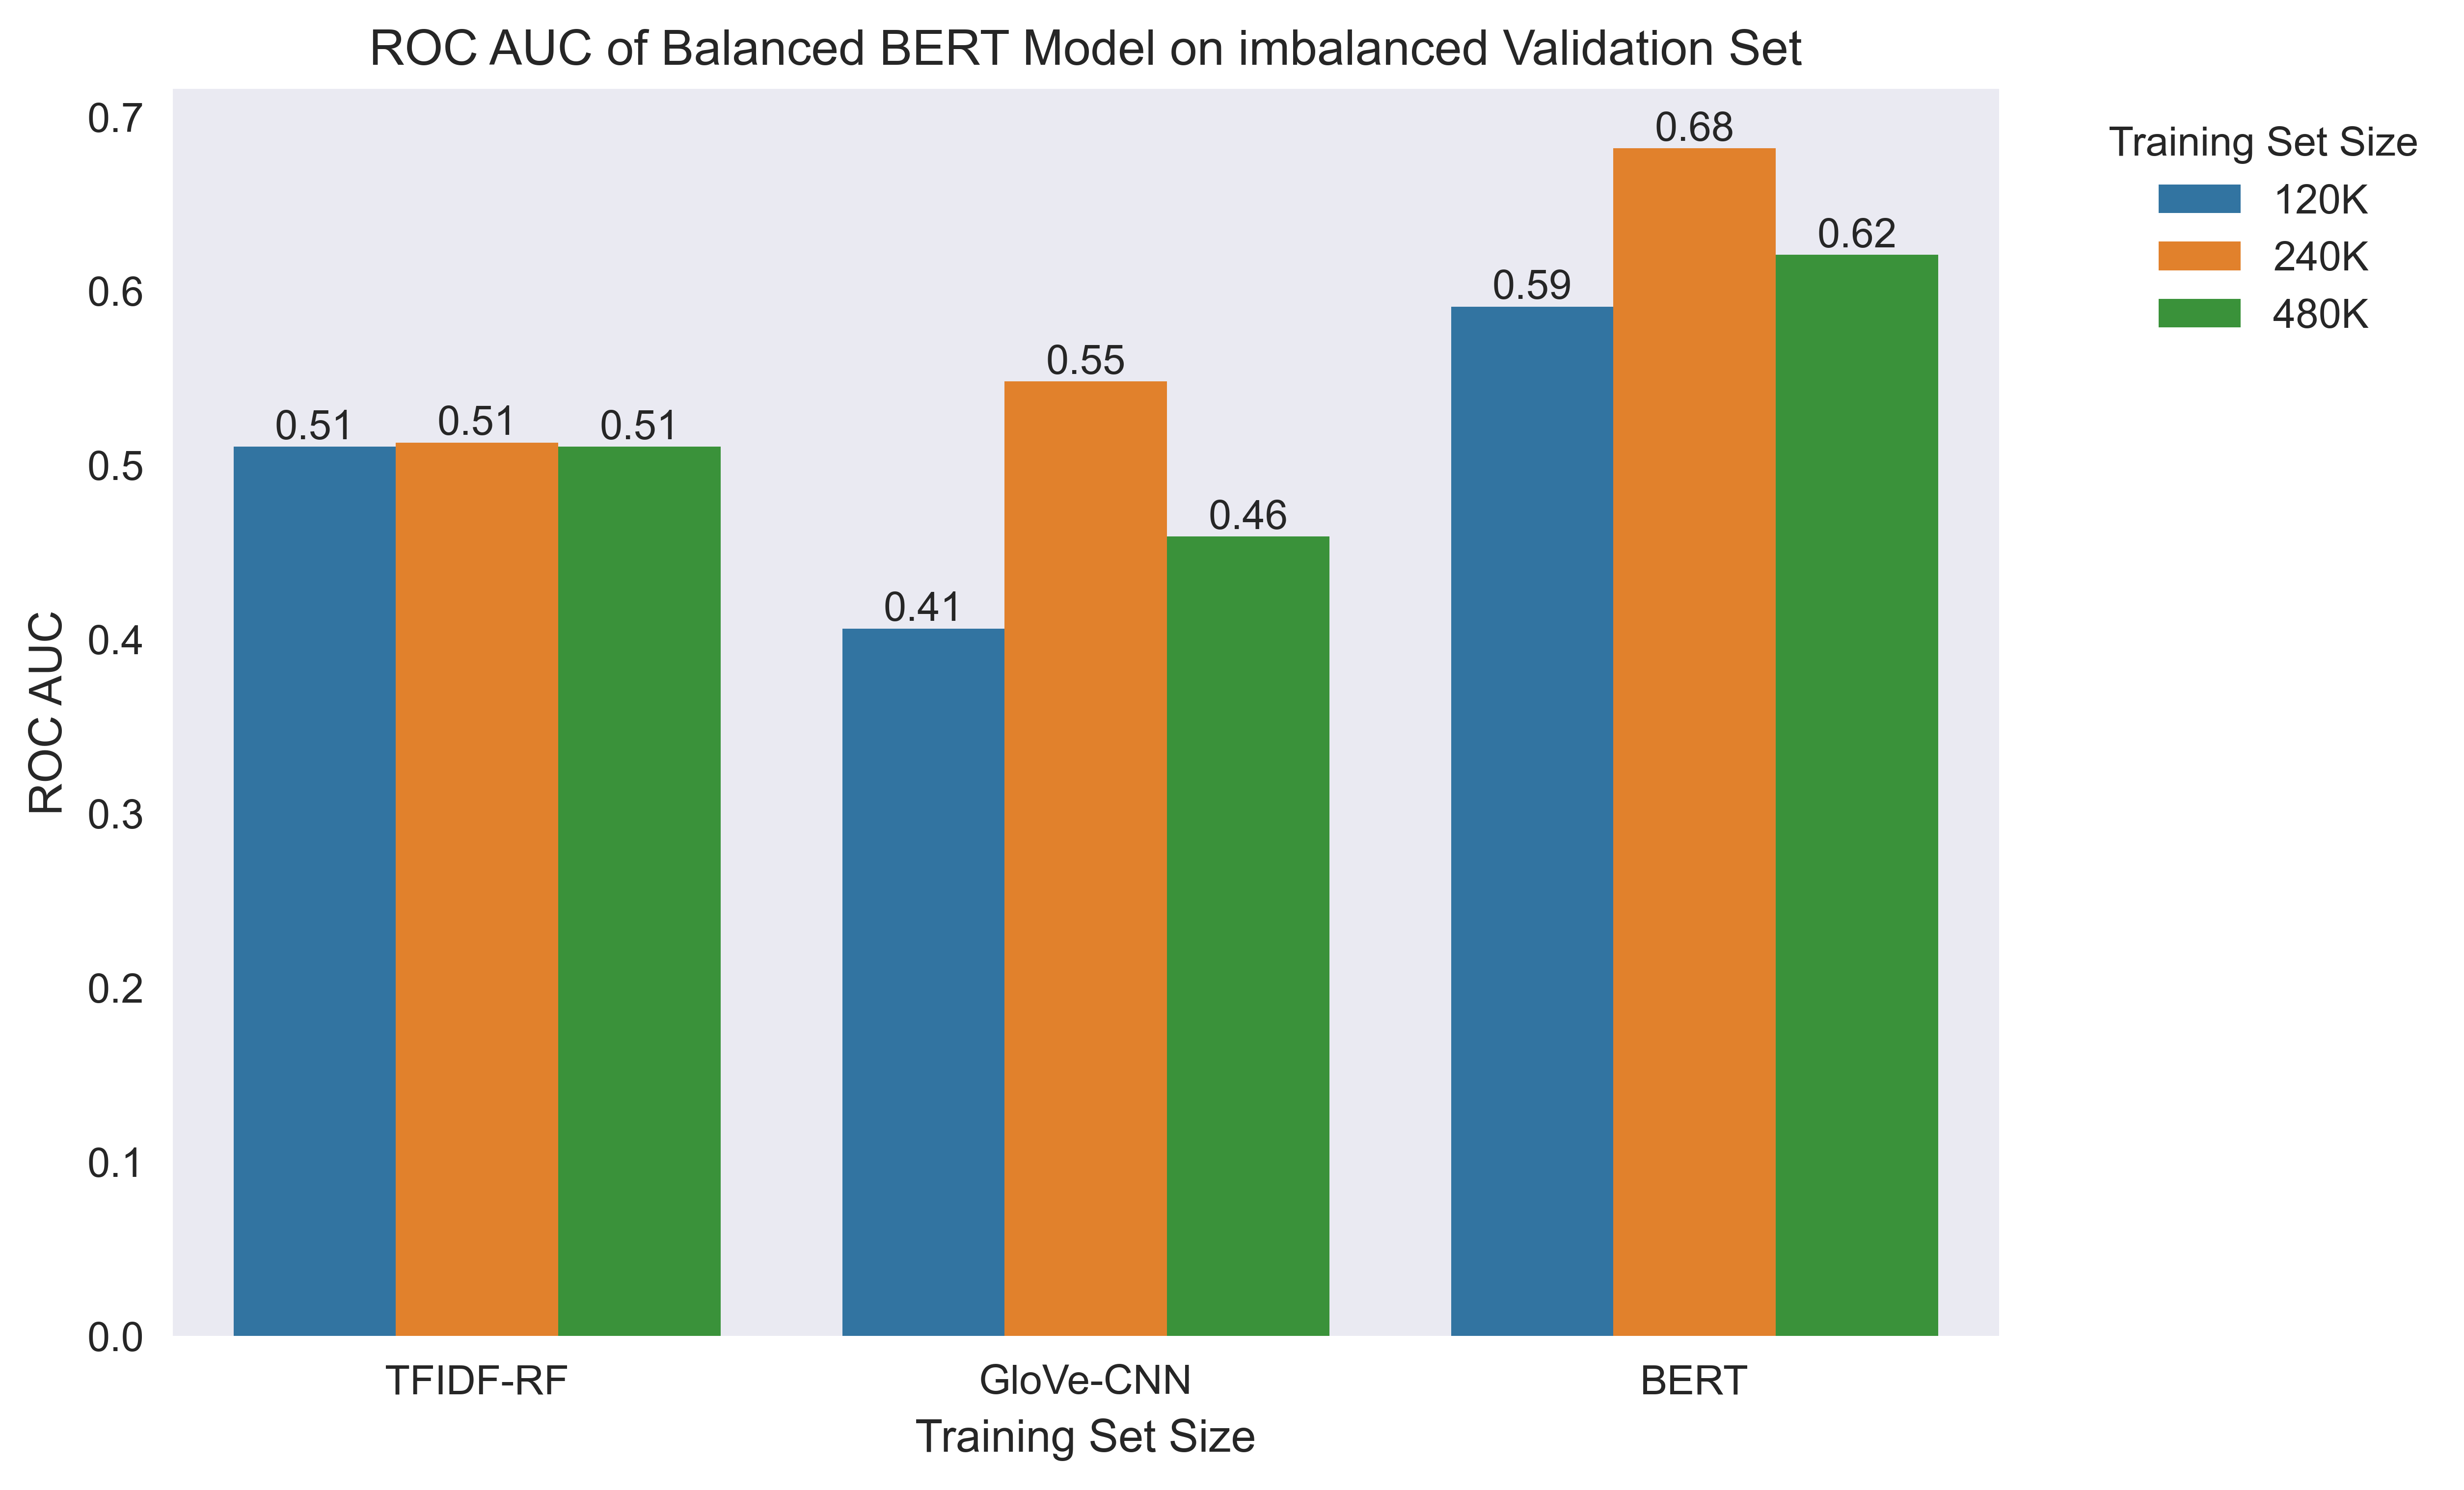 ROC AUC of Balanced BERT Model on imbalanced Validation Set
0.7
0.6
0.5
0.4
0.3
0.2
0.1
0.0
ROC AUC
0.51
0.51
0.51
0.41
0.55
0.46
0.59
0.68
0.62
TFIDF-RF
GloVe-CNN
BERT
Training Set Size
Training Set Size
120K
240K
480K